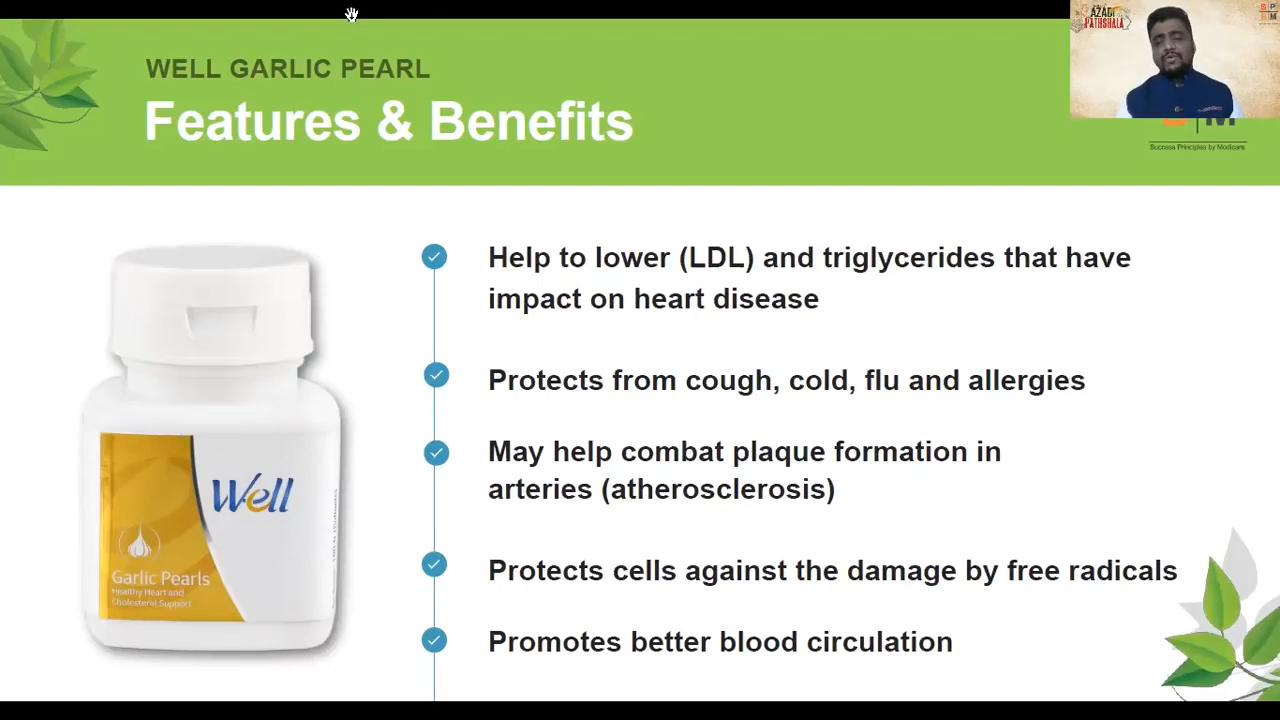 WELL GARLIC PEARL
Features & Benefits
AZADI
PATHSHALA
Success Principles by Modicare
Help to lower (LDL) and triglycerides that have
impact on heart disease
Protects from cough, cold, flu and allergies
May help combat plaque formation in
arteries (atherosclerosis)
Protects cells against the damage by free radicals
Promotes better blood circulation
Well
Garlic Pearls
Healthy Heart and
Cholesterol Support